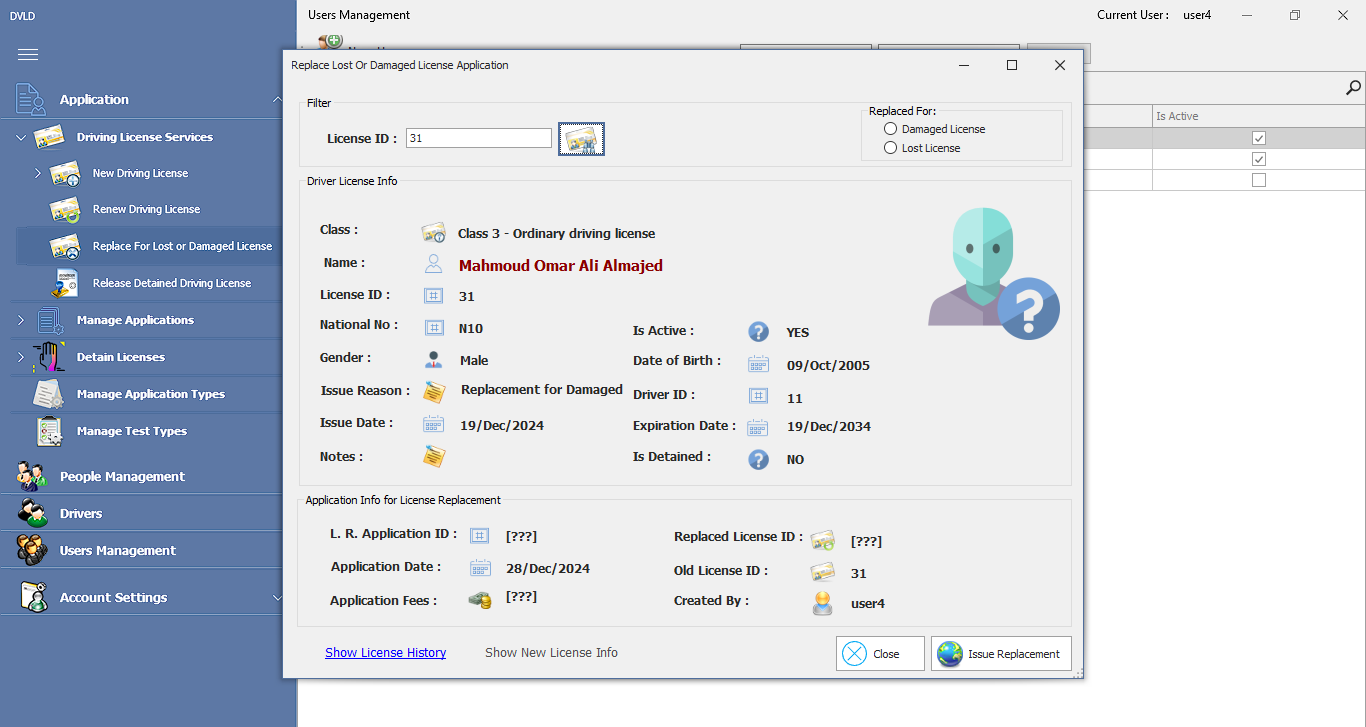 DVLD
Users Management
Current User : user4
Application
Driving License Services
New Driving License
Renew Driving License
Replace For Lost or Damaged License
Release Detained Driving License
Manage Applications
Detain Licenses
Manage Application Types
Manage Test Types
People Management
Drivers
Users Management
Account Settings
Is Active
Replace Lost Or Damaged License Application
Filter
License ID : 31
Replaced For:
Damaged License
Lost License
Driver License Info
Class : Class 3 - Ordinary driving license
Name : Mahmoud Omar Ali Almajed
License ID : 31
National No : N10 Is Active : YES
Gender : Male Date of Birth : 09/Oct/2005
Issue Reason : Replacement for Damaged Driver ID : 11
Issue Date : 19/Dec/2024 Expiration Date : 19/Dec/2034
Notes : Is Detained : NO
Application Info for License Replacement
L. R. Application ID : [???] Replaced License ID : [???]
Application Date : 28/Dec/2024 Old License ID : 31
Application Fees : [???] Created By : user4
Show License History Show New License Info Close Issue Replacement